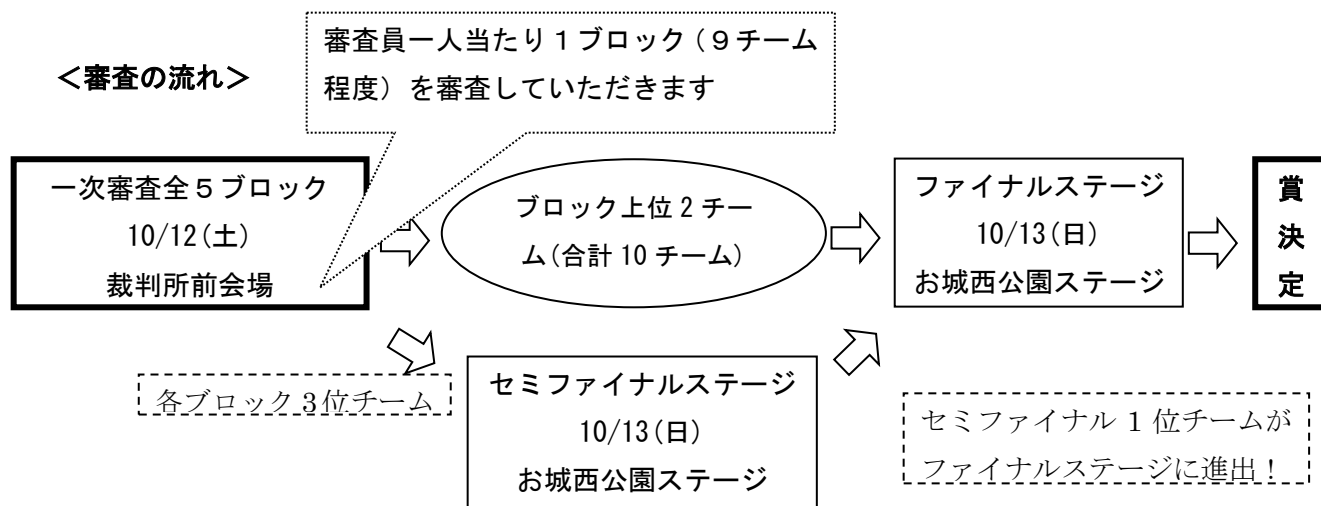 <審査の流れ>
審査員一人当たり1ブロック(9チーム
程度)を審査していただきます
一次審査全5ブロック
10/12(土)
裁判所前会場
ブロック上位2チー
ム(合計10チーム)
ファイナルステージ
10/13(日)
お城西公園ステージ
賞
決
定
各ブロック3位チーム
セミファイナルステージ
10/13(日)
お城西公園ステージ
セミファイナル1位チームが
ファイナルステージに進出！